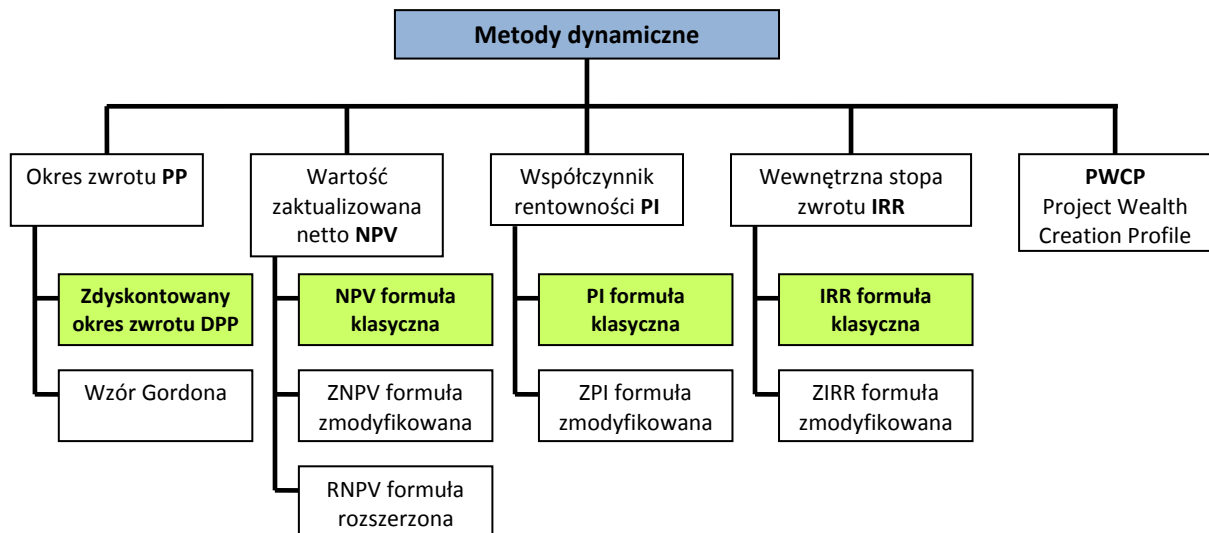 Metody dynamiczne
Okres zwrotu PP
Wartość
zaktualizowana
netto NPV
Współczynnik
rentowności PI
Wewnętrzna stopa
zwrotu IRR
PWCP
Project Wealth
Creation Profile
Zdyskontowany
okres zwrotu DPP
NPV formuła
klasyczna
PI formuła
klasyczna
IRR formuła
klasyczna
Wzór Gordona
ZNPV formuła
zmodyfikowana
ZPI formuła
zmodyfikowana
ZIRR formuła
zmodyfikowana
RNPV formuła
rozszerzona